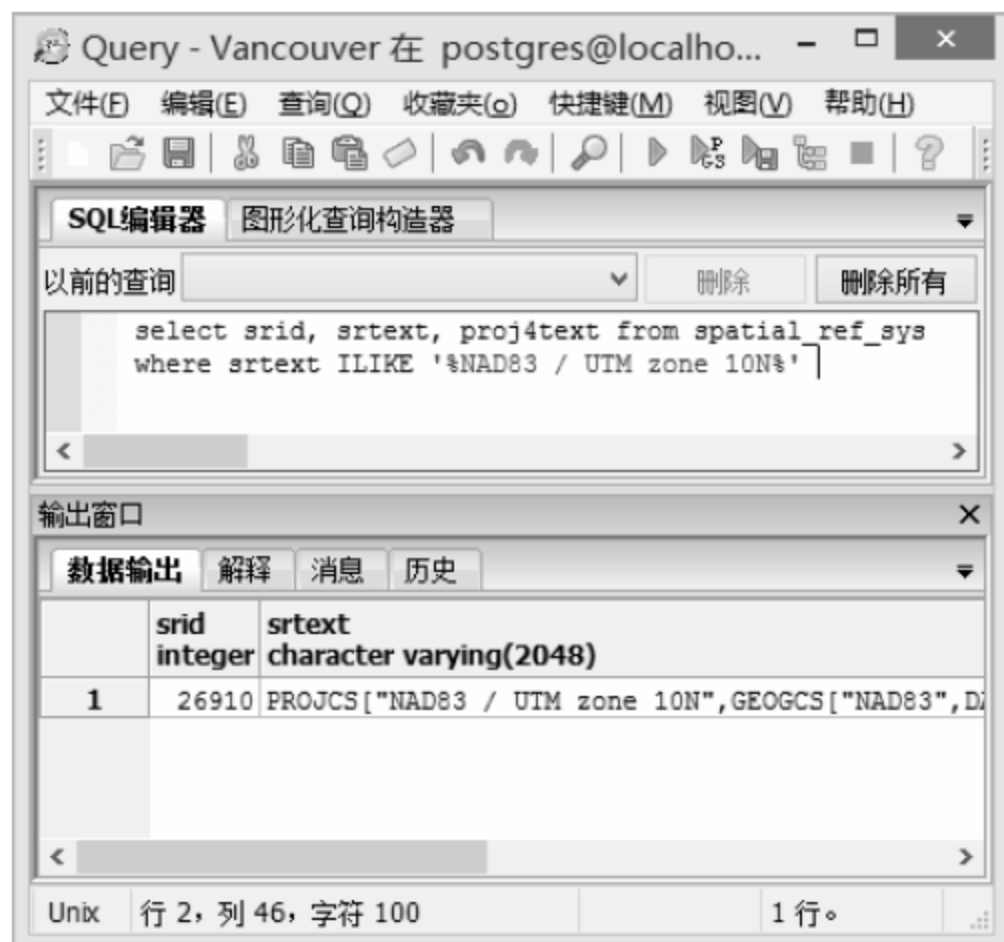 Query - Vancouver 在 postgres@localho...
文件(F) 编辑(E) 查询(Q) 收藏夹(o) 快捷键(M) 视图(V) 帮助(H)
SQL编辑器 图形化查询构造器
以前的查询 删除 删除所有
select srid, srtext, proj4text from spatial_ref_sys
where srtext ILIKE '%NAD83 / UTM zone 10N%'
输出窗口
数据输出 解释 消息 历史
srid srtext
integer character varying(2048)
1 26910 PROJCS["NAD83 / UTM zone 10N",GEOGCS["NAD83",DA
Unix 行 2，列 46，字符 100 1 行。